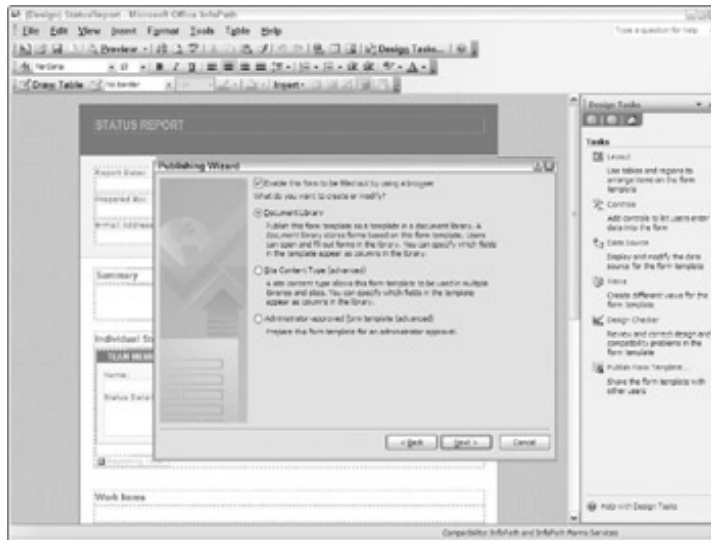 (Design) StatusReport - Microsoft Office InfoPath
File Edit View Insert Format Tools Table Help
Type a question for help
Preview
Design Tasks...
Verdana
10
B I U
Draw Table
no border
Insert
STATUS REPORT
Report Date:
Prepared By:
E-mail Address
Summary
Individual St
TEAM MEM
Name:
Status Detail
Work Items
Publishing Wizard
Enable this form to be filled out by using a browser
What do you want to create or modify?
Document Library
Publish this form template as a template in a document library. A
document library stores forms based on this form template. Users
can open and fill out forms in the library. You can specify which fields
in the template appear as columns in the library.
Site Content Type (advanced)
A site content type allows this form template to be used in multiple
libraries and sites. You can specify which fields in the template
appear as columns in the library.
Administrator-approved form template (advanced)
Prepare this form template for an administrator approval.
< Back
Next >
Cancel
Design Tasks
Tasks
Layout
Use tables and regions to
arrange items on the form
template
Controls
Add controls to let users enter
data into the form
Data Source
Display and modify the data
source for the form template
Views
Create different views for the
form template
Design Checker
Review and correct design and
compatibility problems in the
form template
Publish Form Template...
Share the form template with
other users
Help with Design Tasks
Compatibility: InfoPath and InfoPath Forms Services